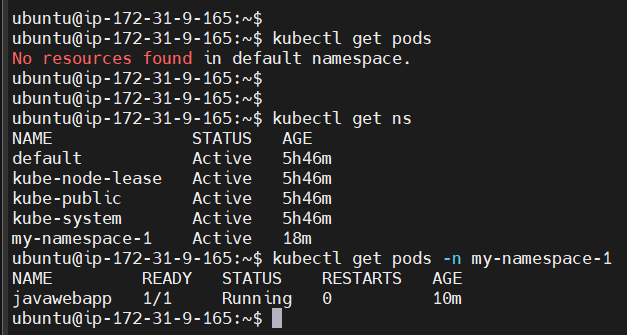 ubuntu@ip-172-31-9-165:~$
ubuntu@ip-172-31-9-165:~$ kubectl get pods
No resources found in default namespace.
ubuntu@ip-172-31-9-165:~$
ubuntu@ip-172-31-9-165:~$
ubuntu@ip-172-31-9-165:~$ kubectl get ns
NAME              STATUS   AGE
default           Active   5h46m
kube-node-lease   Active   5h46m
kube-public       Active   5h46m
kube-system       Active   5h46m
my-namespace-1    Active   18m
ubuntu@ip-172-31-9-165:~$ kubectl get pods -n my-namespace-1
NAME         READY   STATUS    RESTARTS   AGE
javawebapp   1/1     Running   0          10m
ubuntu@ip-172-31-9-165:~$